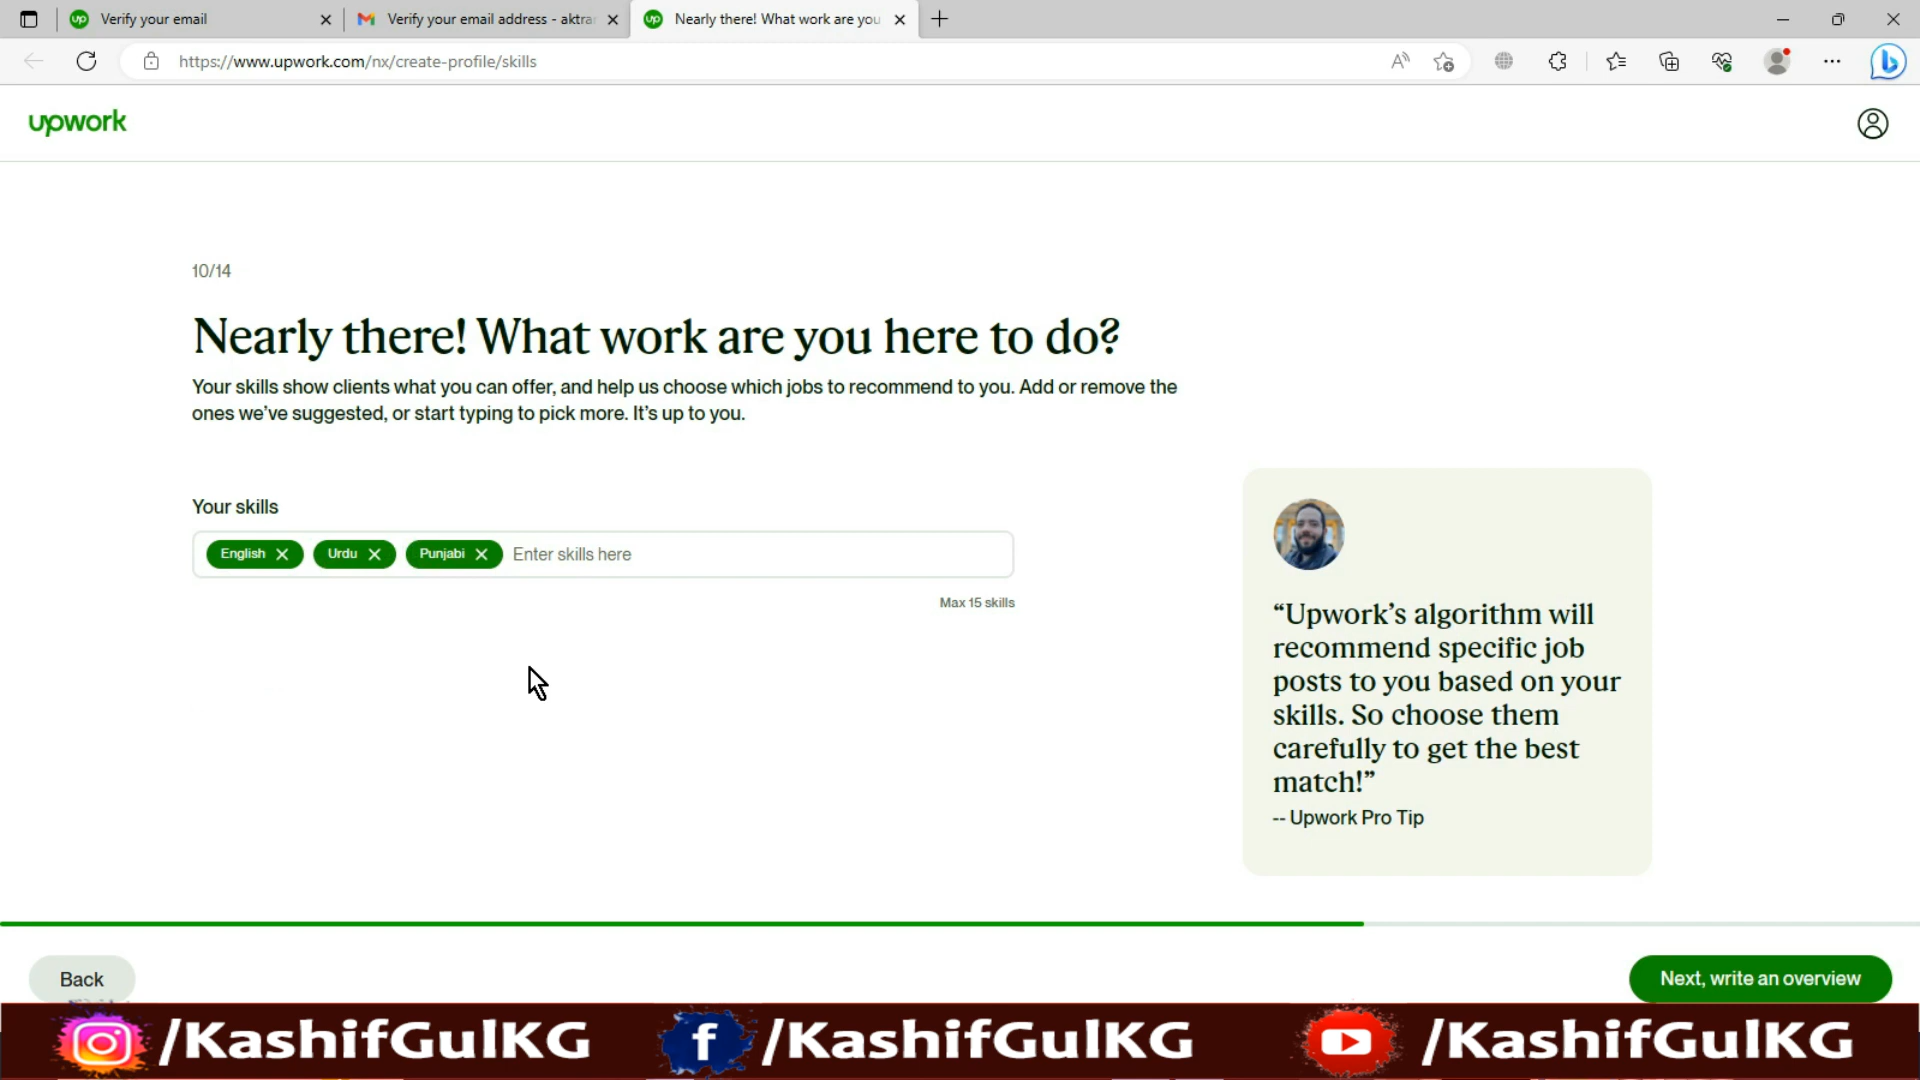 Verify your email
Verify your email address - aktra
Nearly there! What work are you
https://www.upwork.com/nx/create-profile/skills
upwork
10/14
Nearly there! What work are you here to do?
Your skills show clients what you can offer, and help us choose which jobs to recommend to you. Add or remove the
ones we've suggested, or start typing to pick more. It's up to you.
Your skills
English Urdu Punjabi Enter skills here
Max 15 skills
“Upwork’s algorithm will
recommend specific job
posts to you based on your
skills. So choose them
carefully to get the best
match!”
-- Upwork Pro Tip
Back
Next, write an overview
/KashifGulKG /KashifGulKG /KashifGulKG